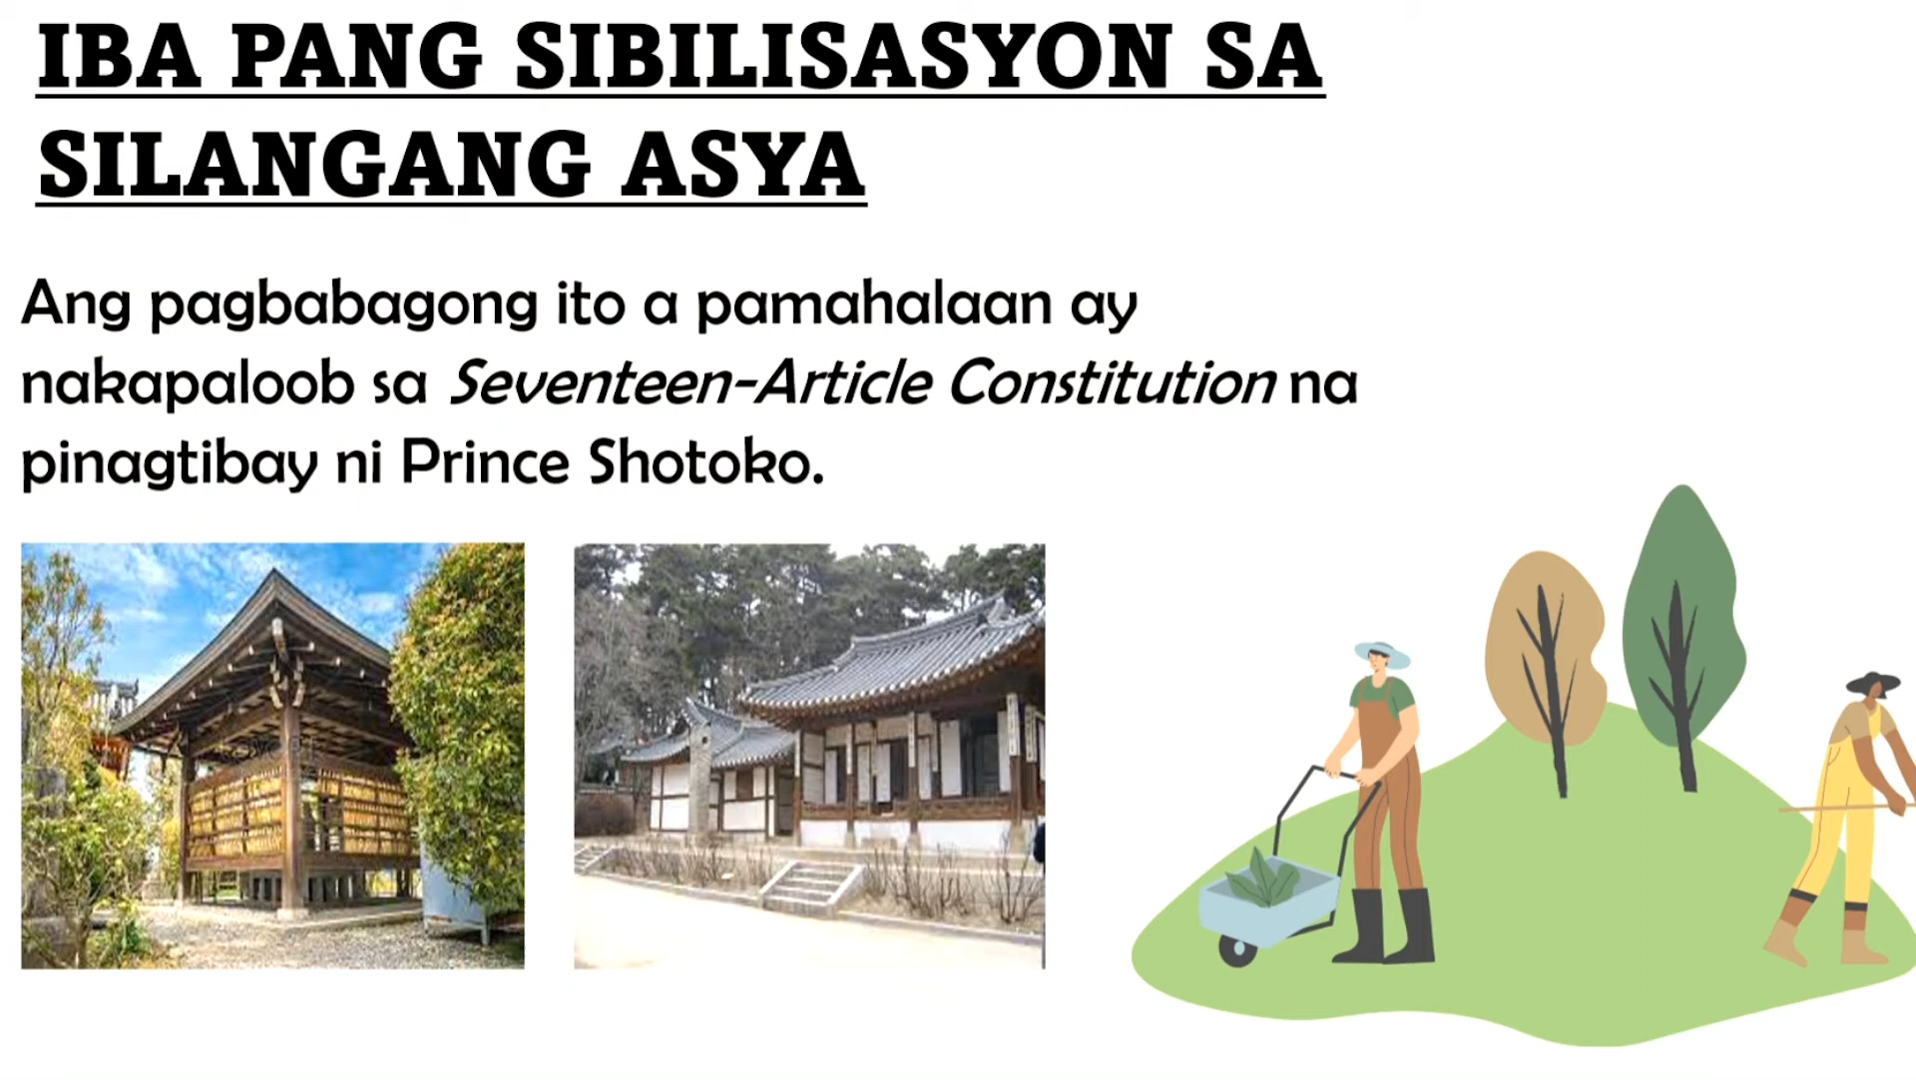 IBA PANG SIBILISASYON SA
SILANGANG ASYA
Ang pagbabagong ito a pamahalaan ay
nakapaloob sa Seventeen-Article Constitution na
pinagtibay ni Prince Shotoko.